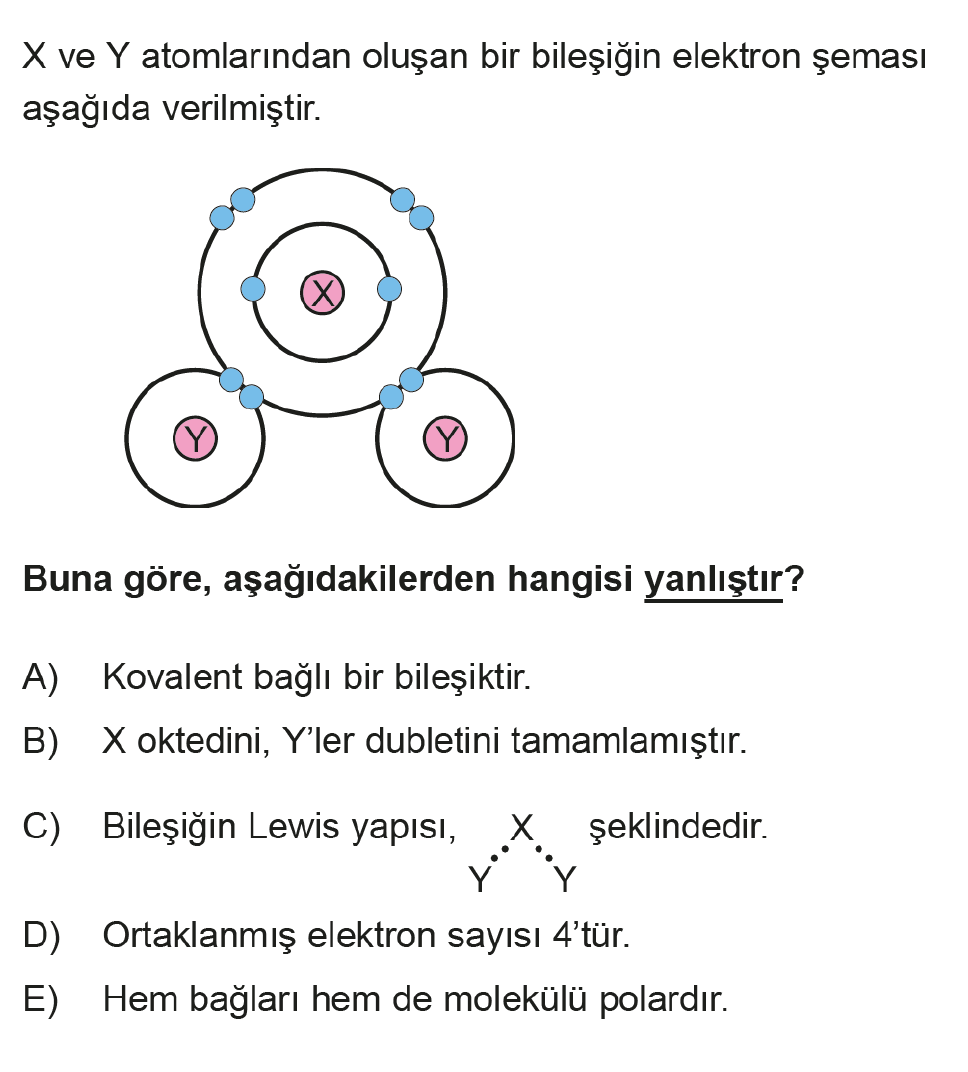 X ve Y atomlarından oluşan bir bileşiğin elektron şeması
aşağıda verilmiştir.
X
Y
Y
Buna göre, aşağıdakilerden hangisi yanlıştır?
A) Kovalent bağlı bir bileşiktir.
B) X oktedini, Y'ler dubletini tamamlamıştır.
C) Bileşiğin Lewis yapısı, X şeklindedir.
Y Y
D) Ortaklanmış elektron sayısı 4'tür.
E) Hem bağları hem de molekülü polardır.